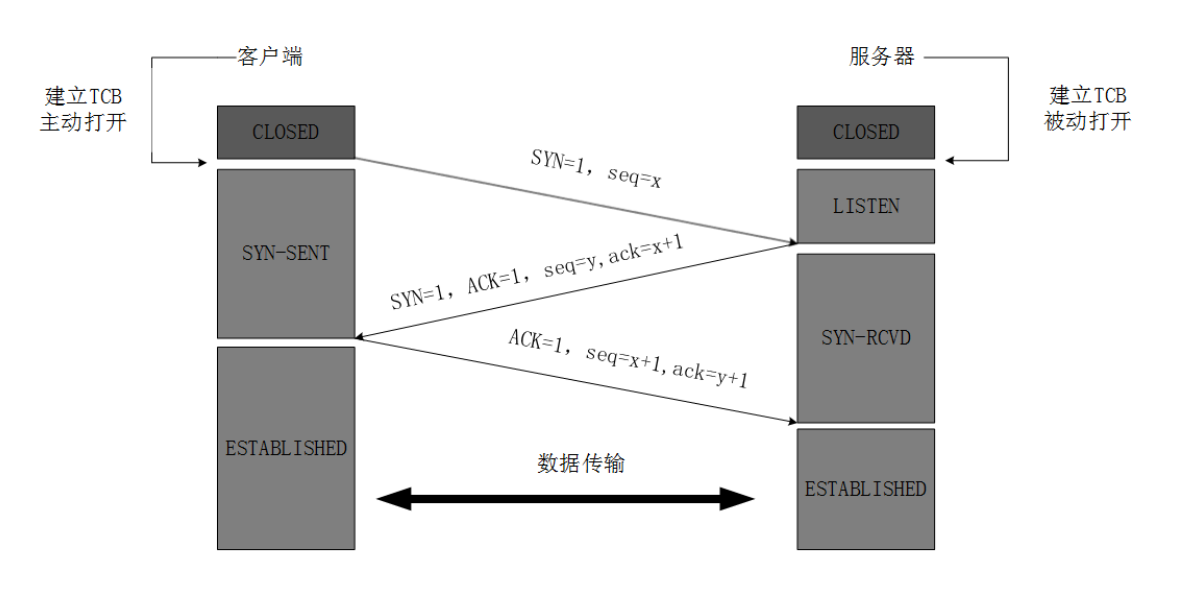 客户端
服务器
建立TCB
主动打开
建立TCB
被动打开
CLOSED
CLOSED
SYN=1, seq=x
LISTEN
SYN-SENT
SYN=1, ACK=1, seq=y,ack=x+1
SYN-RCVD
ACK=1, seq=x+1,ack=y+1
ESTABLISHED
数据传输
ESTABLISHED